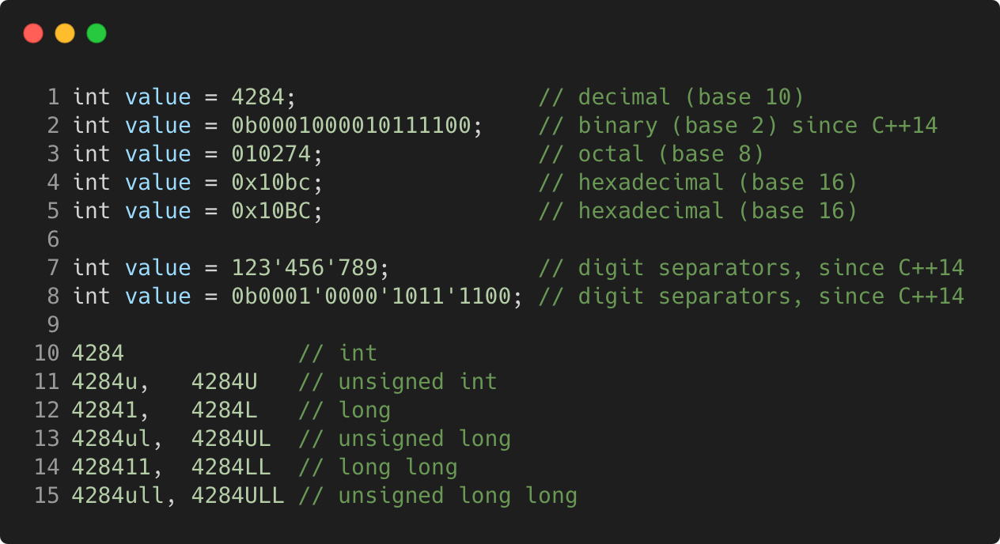 1 int value = 4284;                  // decimal (base 10)
2 int value = 0b0001000010111100;    // binary (base 2) since C++14
3 int value = 010274;                // octal (base 8)
4 int value = 0x10bc;                // hexadecimal (base 16)
5 int value = 0x10BC;                // hexadecimal (base 16)
6
7 int value = 123'456'789;           // digit separators, since C++14
8 int value = 0b0001'0000'1011'1100; // digit separators, since C++14
9
10 4284             // int
11 4284u,   4284U   // unsigned int
12 42841,   4284L   // long
13 4284ul,  4284UL  // unsigned long
14 428411,  4284LL  // long long
15 4284ull, 4284ULL // unsigned long long